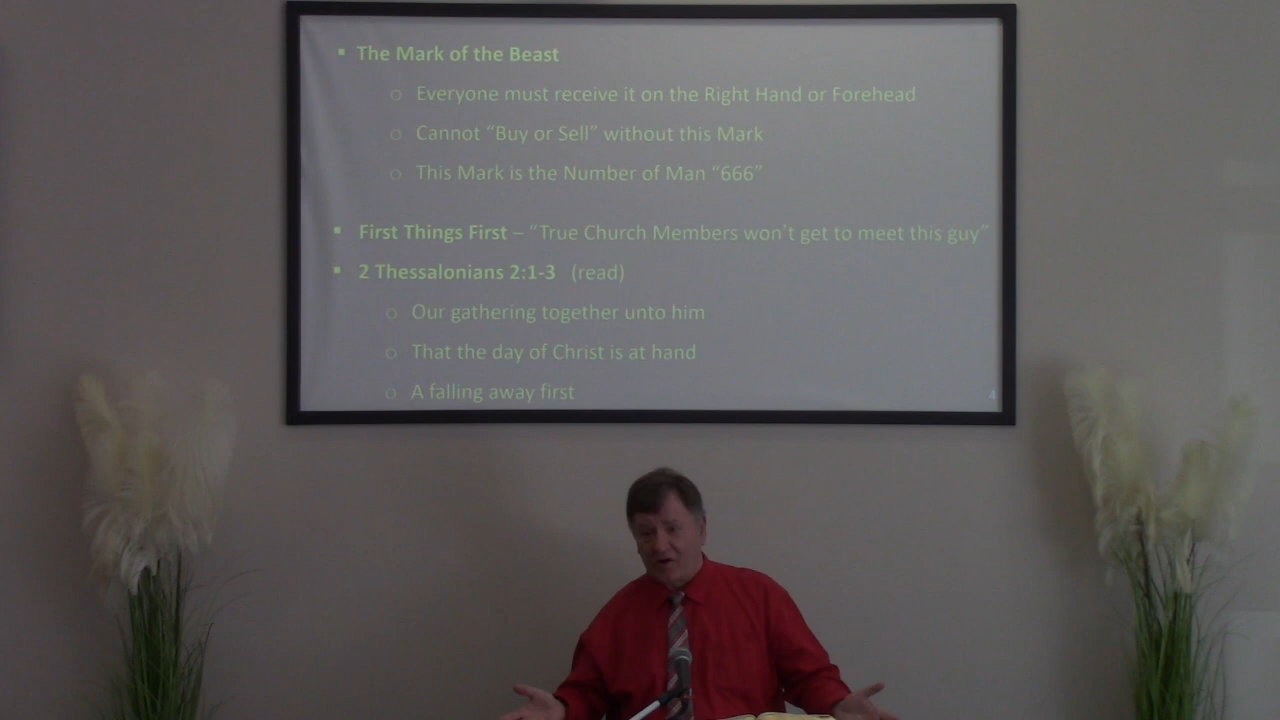 ▪ The Mark of the Beast
o Everyone must receive it on the Right Hand or Forehead
o Cannot “Buy or Sell” without this Mark
o This Mark is the Number of Man “666”
▪ First Things First – “True Church Members won’t get to meet this guy”
▪ 2 Thessalonians 2:1-3 (read)
o Our gathering together unto him
o That the day of Christ is at hand
o A falling away first
4